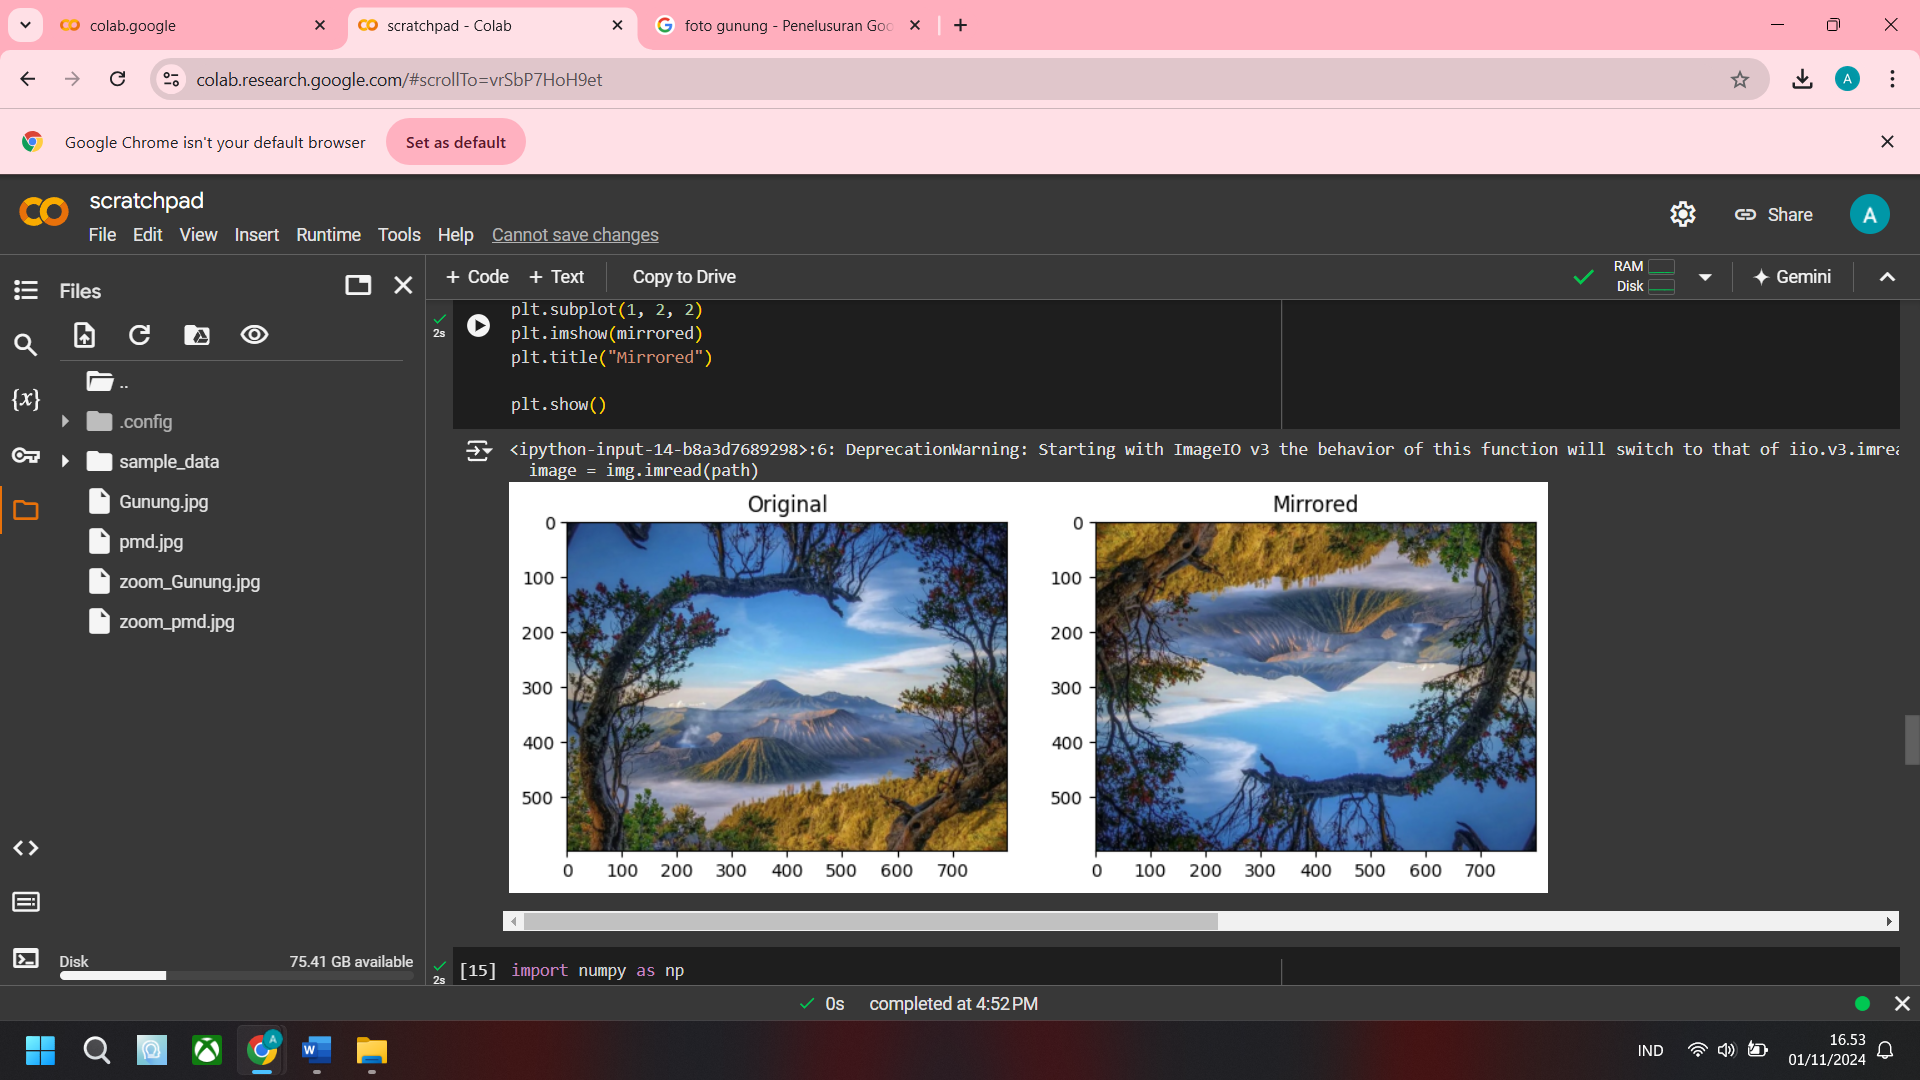 colab.google
scratchpad - Colab
foto gunung - Penelusuran Goo
colab.research.google.com/#scrollTo=vrSbP7HoH9et
A
Google Chrome isn't your default browser
Set as default
scratchpad
File Edit View Insert Runtime Tools Help Cannot save changes
Share
A
Files
+ Code + Text Copy to Drive
RAM
Disk
Gemini
..
.config
sample_data
Gunung.jpg
pmd.jpg
zoom_Gunung.jpg
zoom_pmd.jpg
{x}
Disk 75.41 GB available
2s
plt.subplot(1, 2, 2)
plt.imshow(mirrored)
plt.title("Mirrored")
plt.show()
<ipython-input-14-b8a3d7689298>:6: DeprecationWarning: Starting with ImageIO v3 the behavior of this function will switch to that of iio.v3.imrea
image = img.imread(path)
Original
0
100
200
300
400
500
0 100 200 300 400 500 600 700
Mirrored
0
100
200
300
400
500
0 100 200 300 400 500 600 700
2s
[15] import numpy as np
0s completed at 4:52 PM
A
W
IND
16.53
01/11/2024